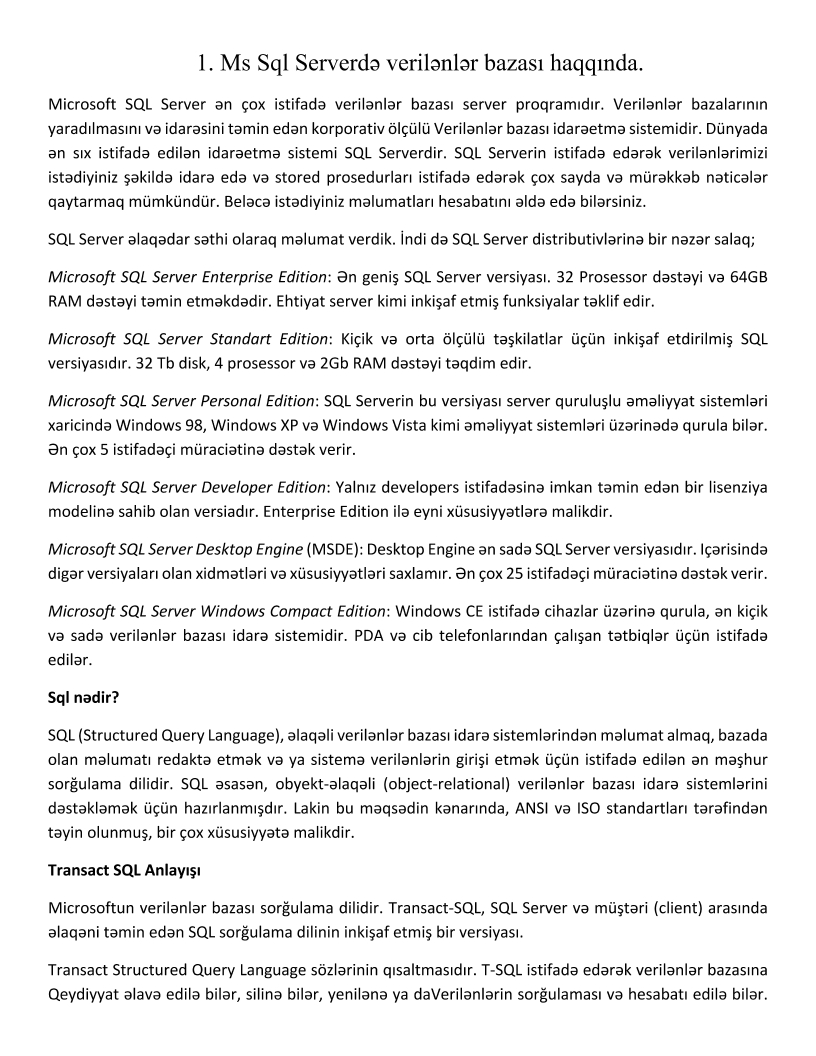 1. Ms Sql Serverdə verilənlər bazası haqqında.
Microsoft SQL Server ən çox istifadə verilənlər bazası server proqramıdır. Verilənlər bazalarının
yaradılmasını və idarəsini təmin edən korporativ ölçülü Verilənlər bazası idarəetmə sistemidir. Dünyada
ən sıx istifadə edilən idarəetmə sistemi SQL Serverdir. SQL Serverin istifadə edərək verilənlərimizi
istədiyiniz şəkildə idarə edə və stored prosedurları istifadə edərək çox sayda və mürəkkəb nəticələr
qaytarmaq mümkündür. Beləcə istədiyiniz məlumatları hesabatını əldə edə bilərsiniz.
SQL Server əlaqədar səthi olaraq məlumat verdik. İndi də SQL Server distributivlərinə bir nəzər salaq;
Microsoft SQL Server Enterprise Edition: Ən geniş SQL Server versiyası. 32 Prosessor dəstəyi və 64GB
RAM dəstəyi təmin etməkdədir. Ehtiyat server kimi inkişaf etmiş funksiyalar təklif edir.
Microsoft SQL Server Standart Edition: Kiçik və orta ölçülü təşkilatlar üçün inkişaf etdirilmiş SQL
versiyasıdır. 32 Tb disk, 4 prosessor və 2Gb RAM dəstəyi təqdim edir.
Microsoft SQL Server Personal Edition: SQL Serverin bu versiyası server quruluşlu əməliyyat sistemləri
xaricində Windows 98, Windows XP və Windows Vista kimi əməliyyat sistemləri üzərinədə qurula bilər.
Ən çox 5 istifadəçi müraciətinə dəstək verir.
Microsoft SQL Server Developer Edition: Yalnız developers istifadəsinə imkan təmin edən bir lisenziya
modelinə sahib olan versiadır. Enterprise Edition ilə eyni xüsusiyyətlərə malikdir.
Microsoft SQL Server Desktop Engine (MSDE): Desktop Engine ən sadə SQL Server versiyasıdır. Içərisində
digər versiyaları olan xidmətləri və xüsusiyyətləri saxlamır. Ən çox 25 istifadəçi müraciətinə dəstək verir.
Microsoft SQL Server Windows Compact Edition: Windows CE istifadə cihazlar üzərinə qurula, ən kiçik
və sadə verilənlər bazası idarə sistemidir. PDA və cib telefonlarından çalışan tətbiqlər üçün istifadə
edilər.
Sql nədir?
SQL (Structured Query Language), əlaqəli verilənlər bazası idarə sistemlərindən məlumat almaq, bazada
olan məlumatı redaktə etmək və ya sistemə verilənlərin girişi etmək üçün istifadə edilən ən məşhur
sorğulama dilidir. SQL əsasən, obyekt-əlaqəli (object-relational) verilənlər bazası idarə sistemlərini
dəstəkləmək üçün hazırlanmışdır. Lakin bu məqsədin kənarında, ANSI və ISO standartları tərəfindən
təyin olunmuş, bir çox xüsusiyyətə malikdir.
Transact SQL Anlayışı
Microsoftun verilənlər bazası sorğulama dilidir. Transact-SQL, SQL Server və müştəri (client) arasında
əlaqəni təmin edən SQL sorğulama dilinin inkişaf etmiş bir versiyası.
Transact Structured Query Language sözlərinin qısaltmasıdır. T-SQL istifadə edərək verilənlər bazasına
Qeydiyyat əlavə edilə bilər, silinə bilər, yenilənə ya daVerilənlərin sorğulaması və hesabatı edilə bilər.